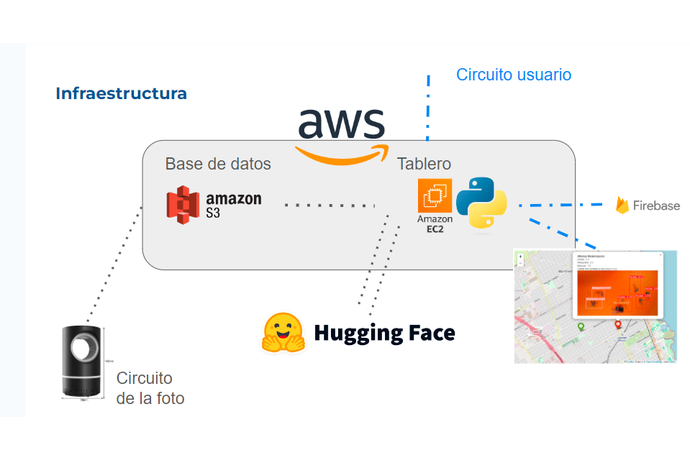 Circuito usuario
Infraestructura
aws
Base de datos
Tablero
amazon
S3
Amazon
EC2
Firebase
Hugging Face
Circuito
de la foto